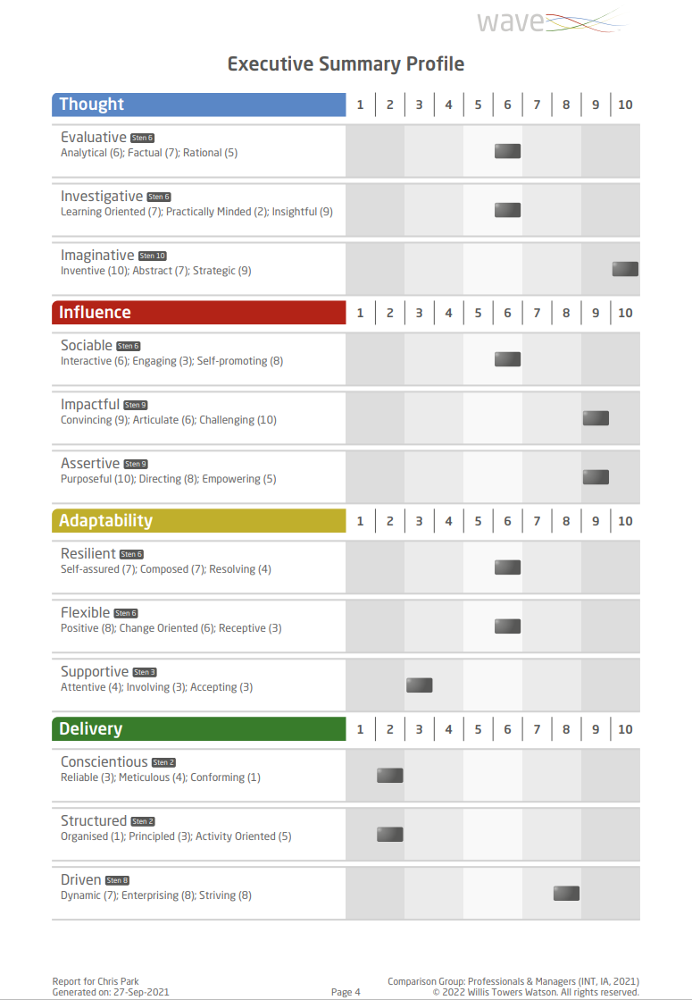 wave
Executive Summary Profile
Thought 1 2 3 4 5 6 7 8 9 10
Evaluative Sten 6
Analytical (6); Factual (7); Rational (5)
Investigative Sten 6
Learning Oriented (7); Practically Minded (2); Insightful (9)
Imaginative Sten 10
Inventive (10); Abstract (7); Strategic (9)
Influence 1 2 3 4 5 6 7 8 9 10
Sociable Sten 6
Interactive (6); Engaging (3); Self-promoting (8)
Impactful Sten 9
Convincing (9); Articulate (6); Challenging (10)
Assertive Sten 9
Purposeful (10); Directing (8); Empowering (5)
Adaptability 1 2 3 4 5 6 7 8 9 10
Resilient Sten 6
Self-assured (7); Composed (7); Resolving (4)
Flexible Sten 6
Positive (8); Change Oriented (6); Receptive (3)
Supportive Sten 3
Attentive (4); Involving (3); Accepting (3)
Delivery 1 2 3 4 5 6 7 8 9 10
Conscientious Sten 2
Reliable (3); Meticulous (4); Conforming (1)
Structured Sten 2
Organised (1); Principled (3); Activity Oriented (5)
Driven Sten 8
Dynamic (7); Enterprising (8); Striving (8)
Report for Chris Park Comparison Group: Professionals & Managers (INT, IA, 2021)
Generated on: 27-Sep-2021 Page 4 © 2022 Willis Towers Watson. All rights reserved.